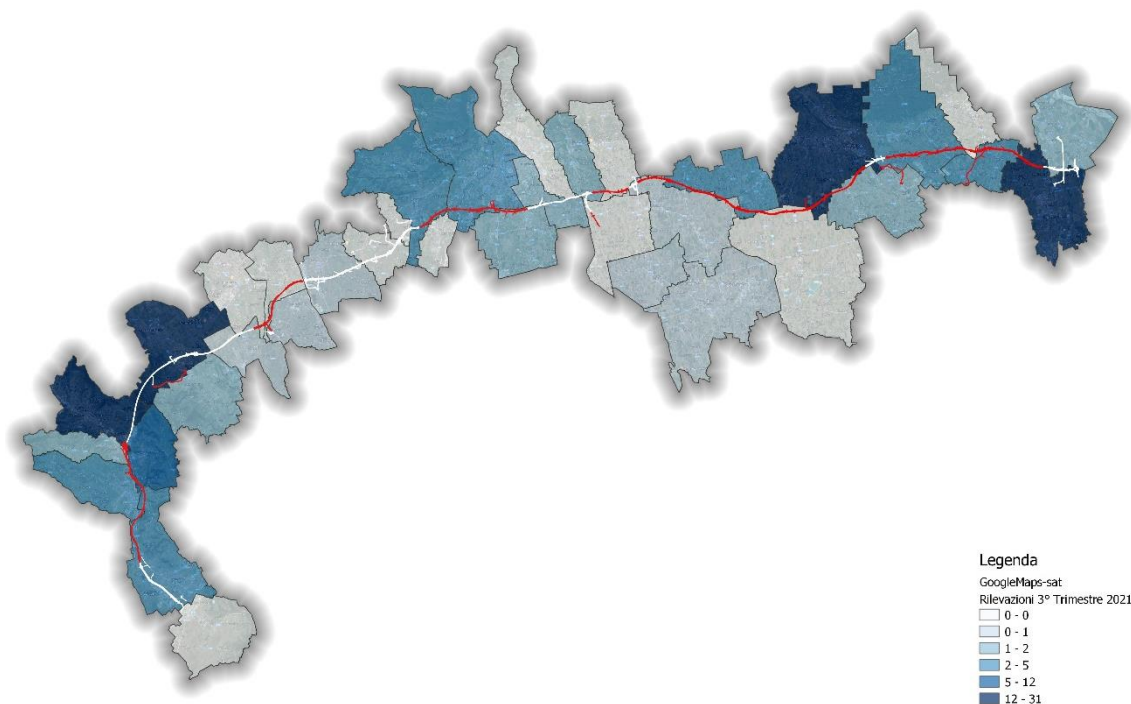 Legenda
GoogleMaps-sat
Rilevazioni 3° Trimestre 2021
0 - 0
0 - 1
1 - 2
2 - 5
5 - 12
12 - 31